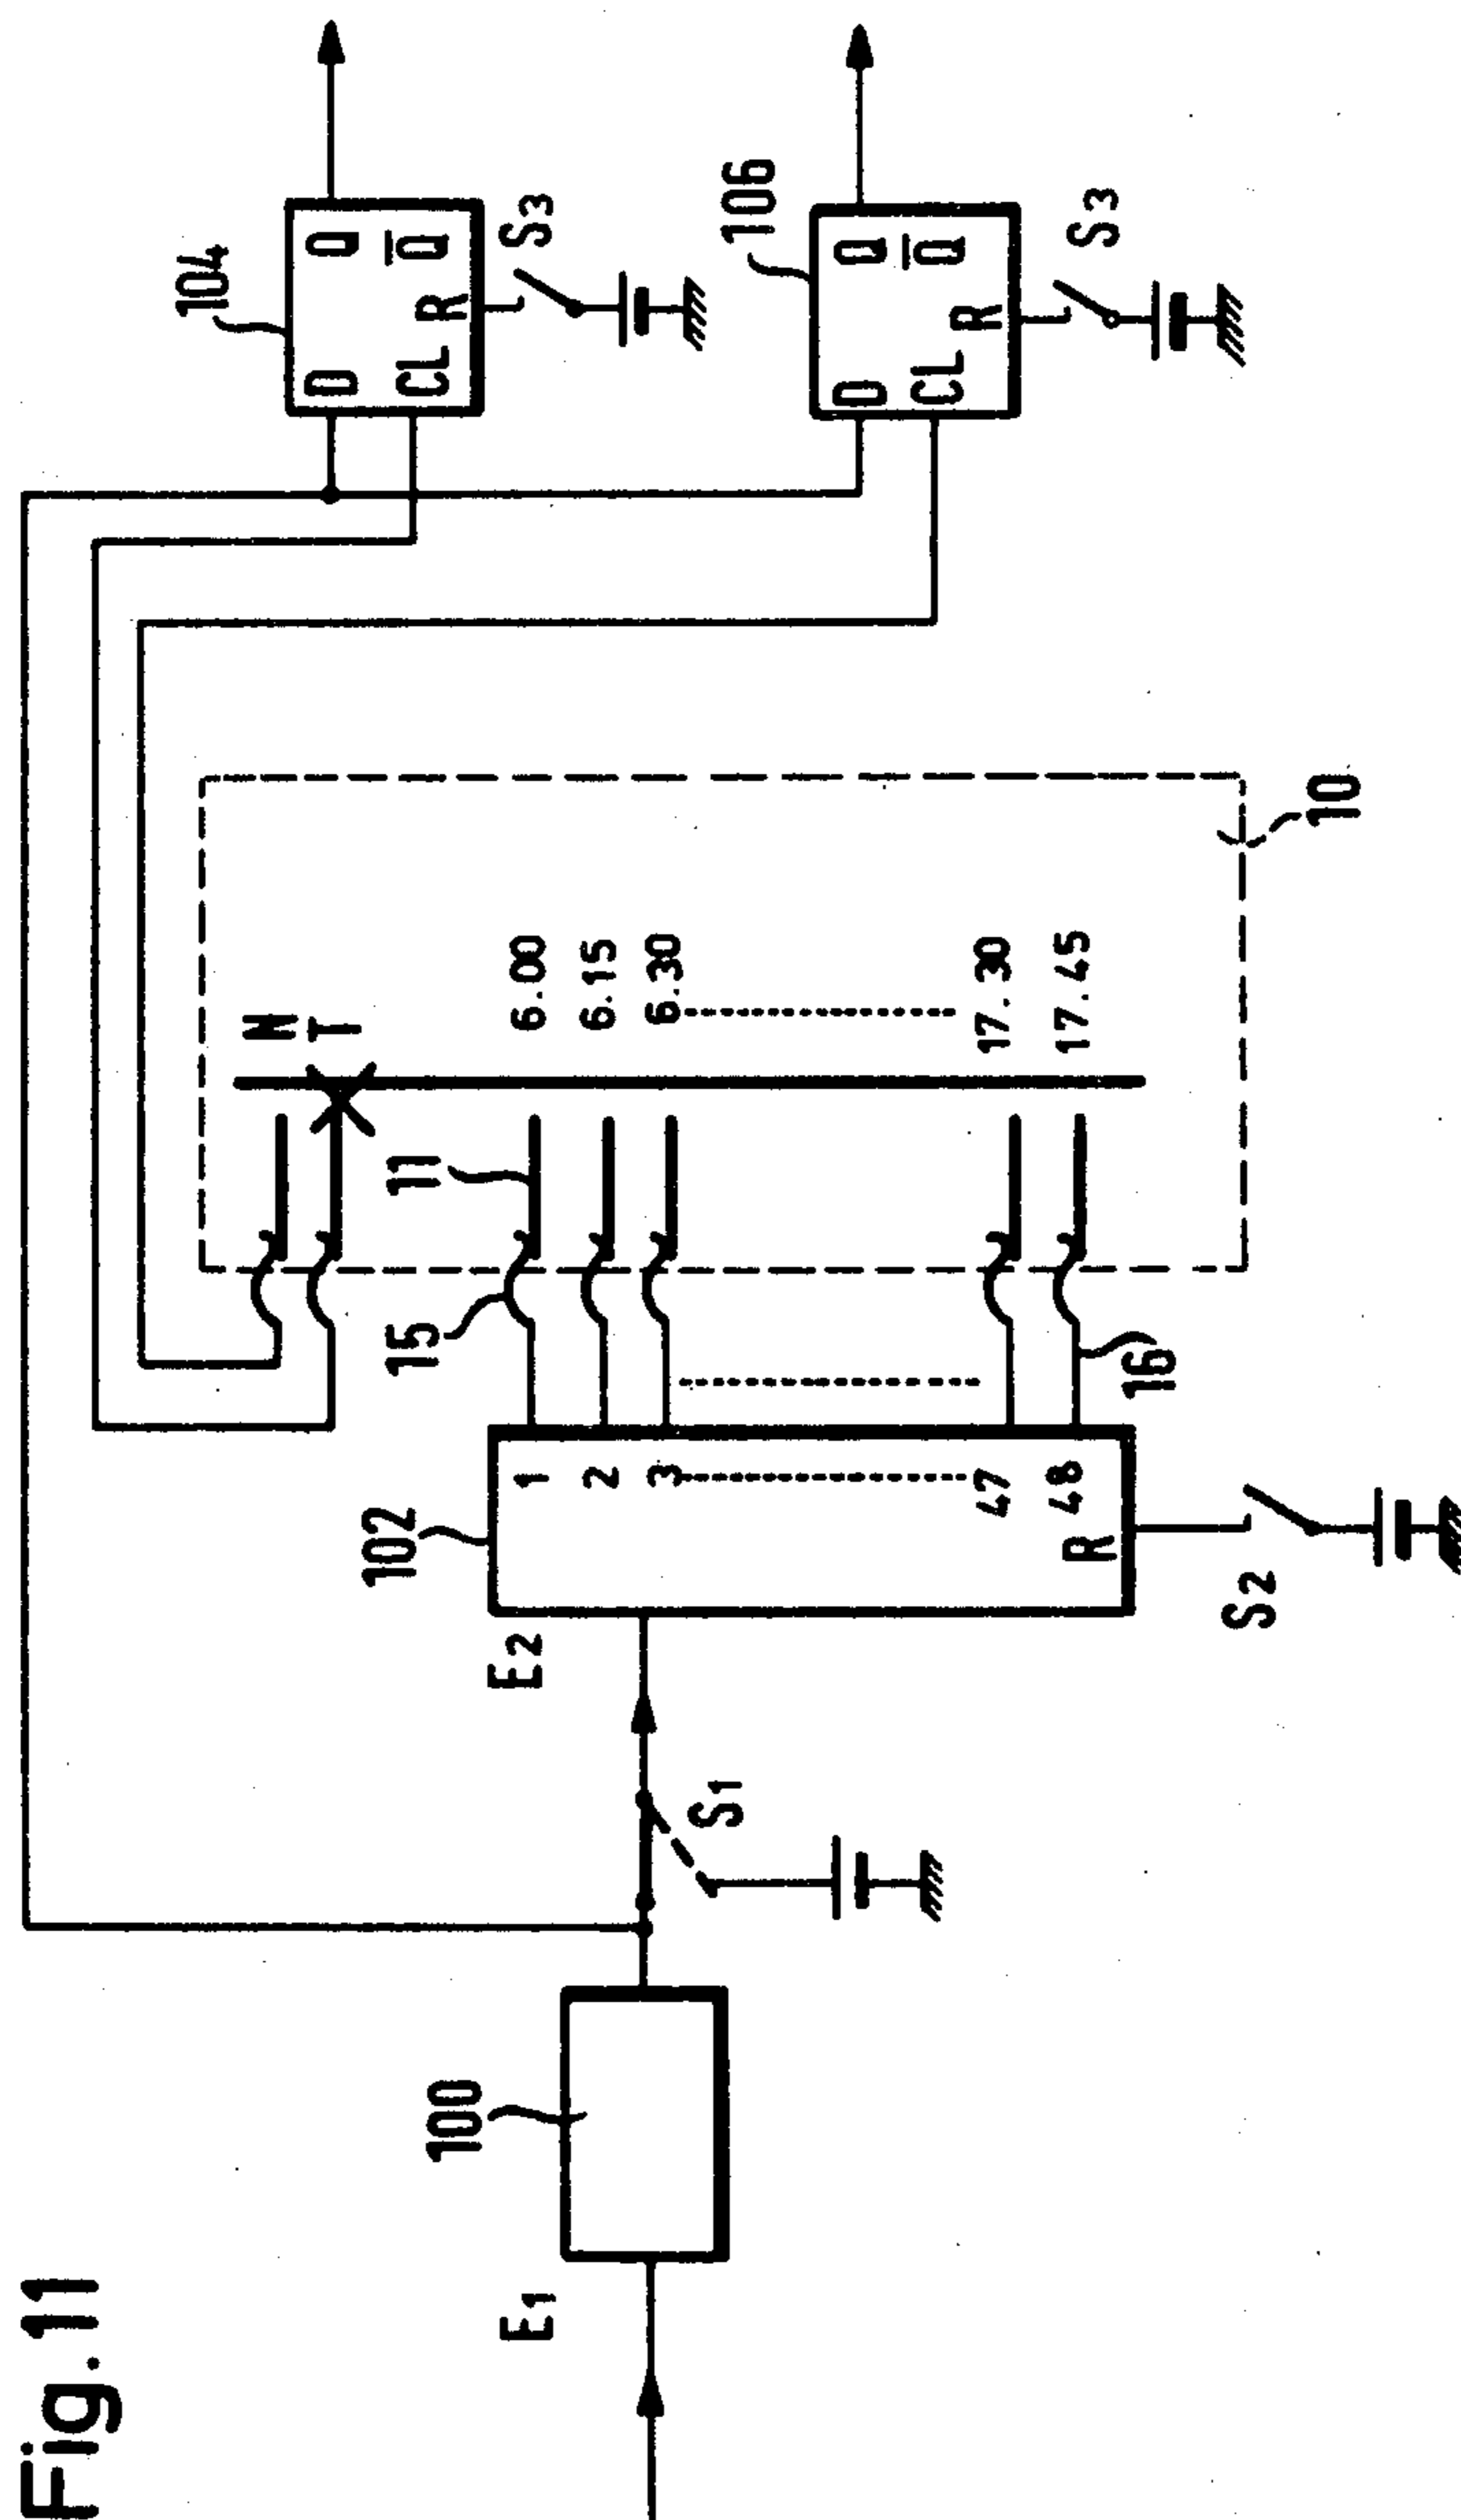 Fig.11
104
D Q
CL Q
R
S3
M
T
102
11
15
100
E1
E2
1
2
3
47
48
R
6.00
6.15
6.30
17.30
17.45
S1
106
D Q
CL Q
R
S3
16
S2
10